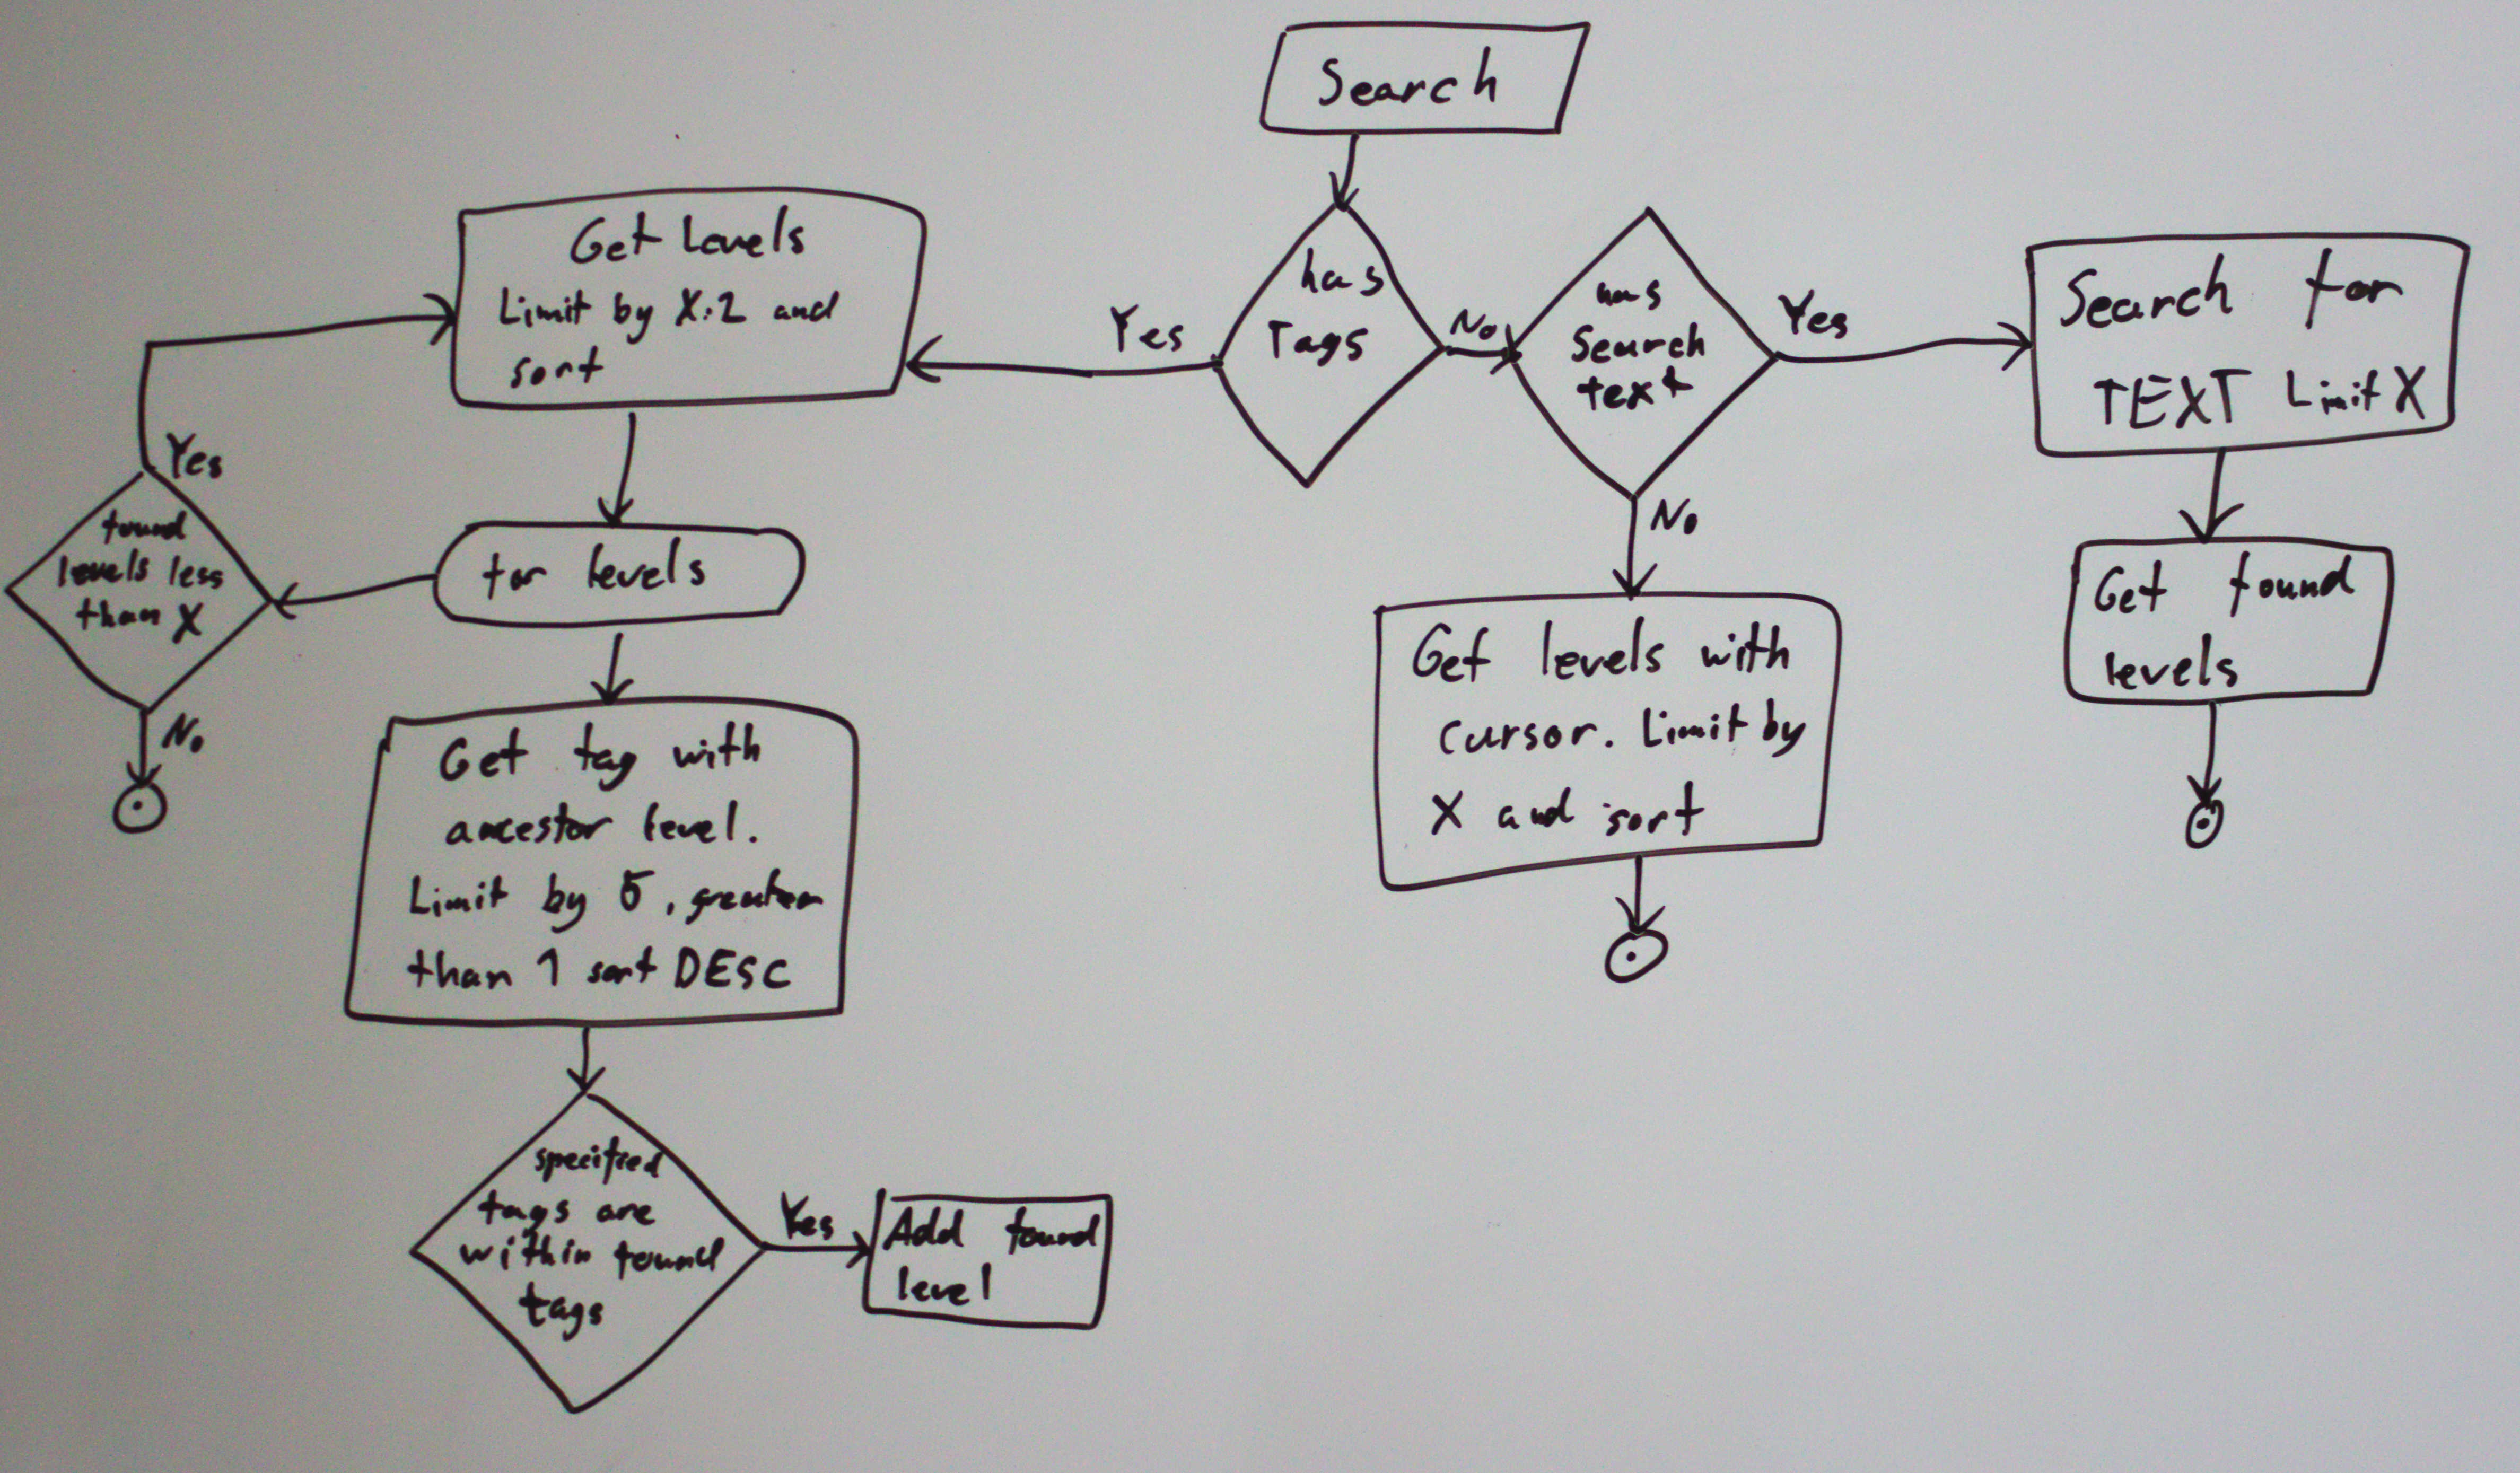 Search
has
Tags
Yes
No
has
Search
text
Yes
No
Search for
TEXT Limit X
Get found
levels
Get levels with
cursor. Limit by
X and sort
Get Levels
Limit by X:2 and
sort
for levels
found
levels less
than X
Yes
No
Get tag with
ancestor level.
Limit by 5, greater
than 1 sort DESC
specified
tags are
within found
tags
Yes
Add found
level